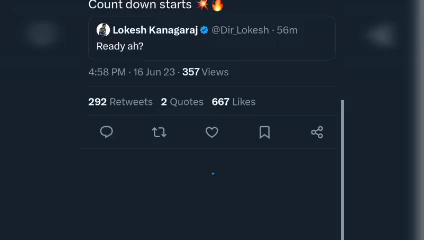 Count down starts 💥🔥
Lokesh Kanagaraj @Dir_Lokesh · 56m
Ready ah?
4:58 PM · 16 Jun 23 · 357 Views
292 Retweets 2 Quotes 667 Likes